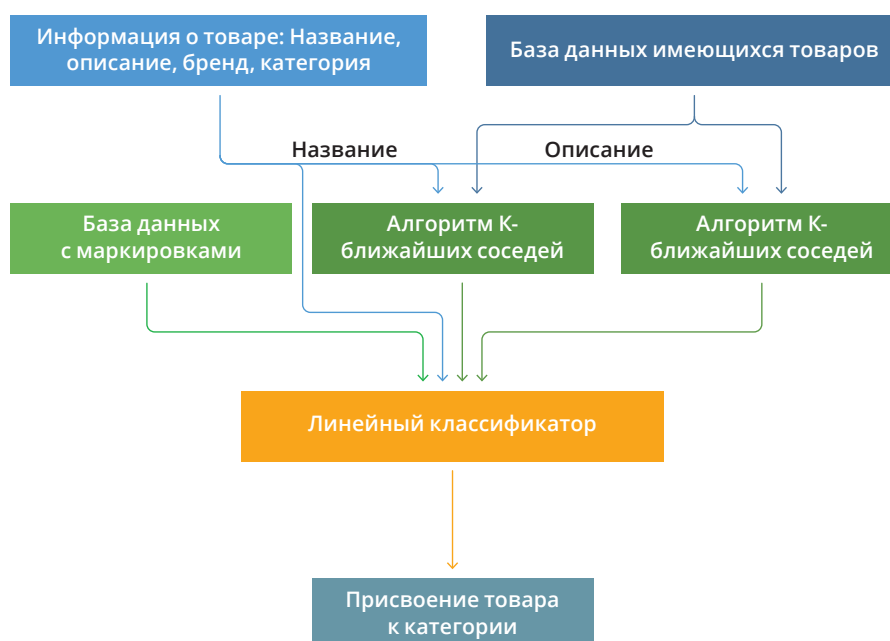 Информация о товаре: Название,
описание, бренд, категория
База данных имеющихся товаров
Название
Описание
База данных
с маркировками
Алгоритм К-
ближайших соседей
Алгоритм К-
ближайших соседей
Линейный классификатор
Присвоение товара
к категории